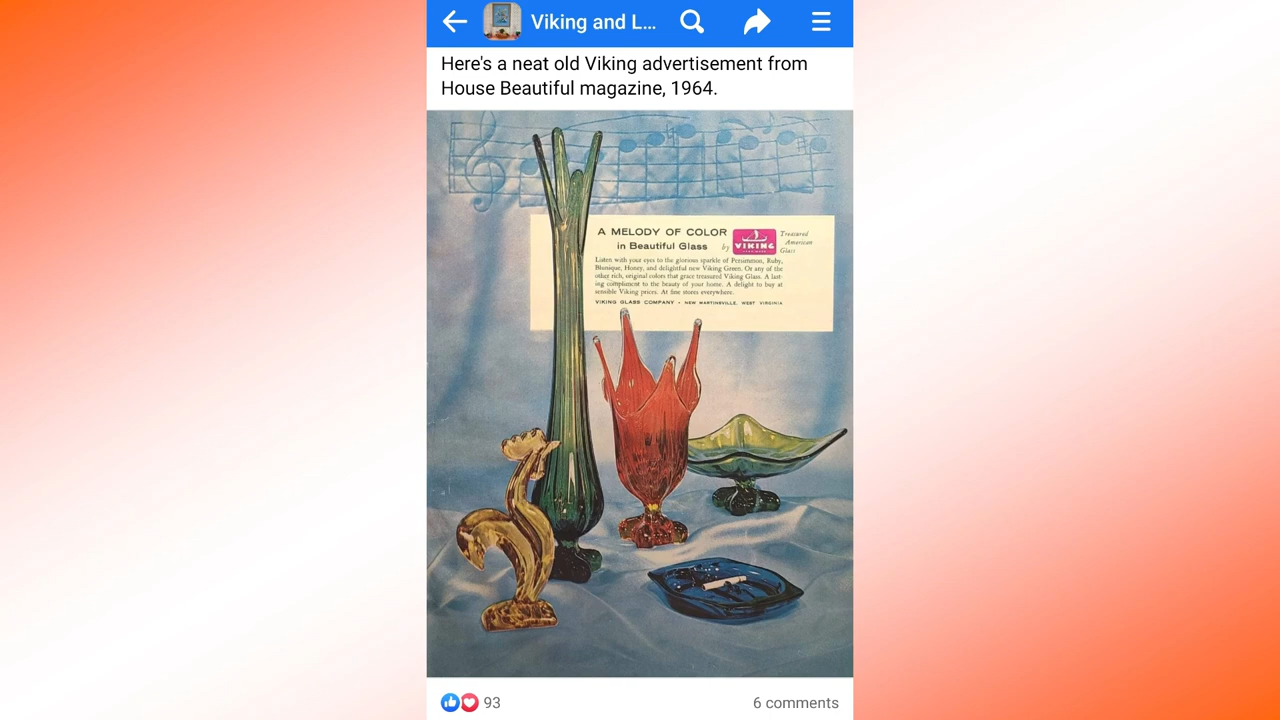 Viking and L...
Here's a neat old Viking advertisement from
House Beautiful magazine, 1964.
A MELODY OF COLOR
in Beautiful Glass by VIKING
Treasured
American
Glass
Listen with your eyes to the glorious sparkle of Persimmon, Ruby,
Bluenique, Honey, and delightful new Viking Green. Or any of the
other rich, original colors that grace treasured Viking Glass. A last-
ing compliment to the beauty of your home. A delight to buy at
sensible Viking prices. At fine stores everywhere.
VIKING GLASS COMPANY • NEW MARTINSVILLE, WEST VIRGINIA
93
6 comments